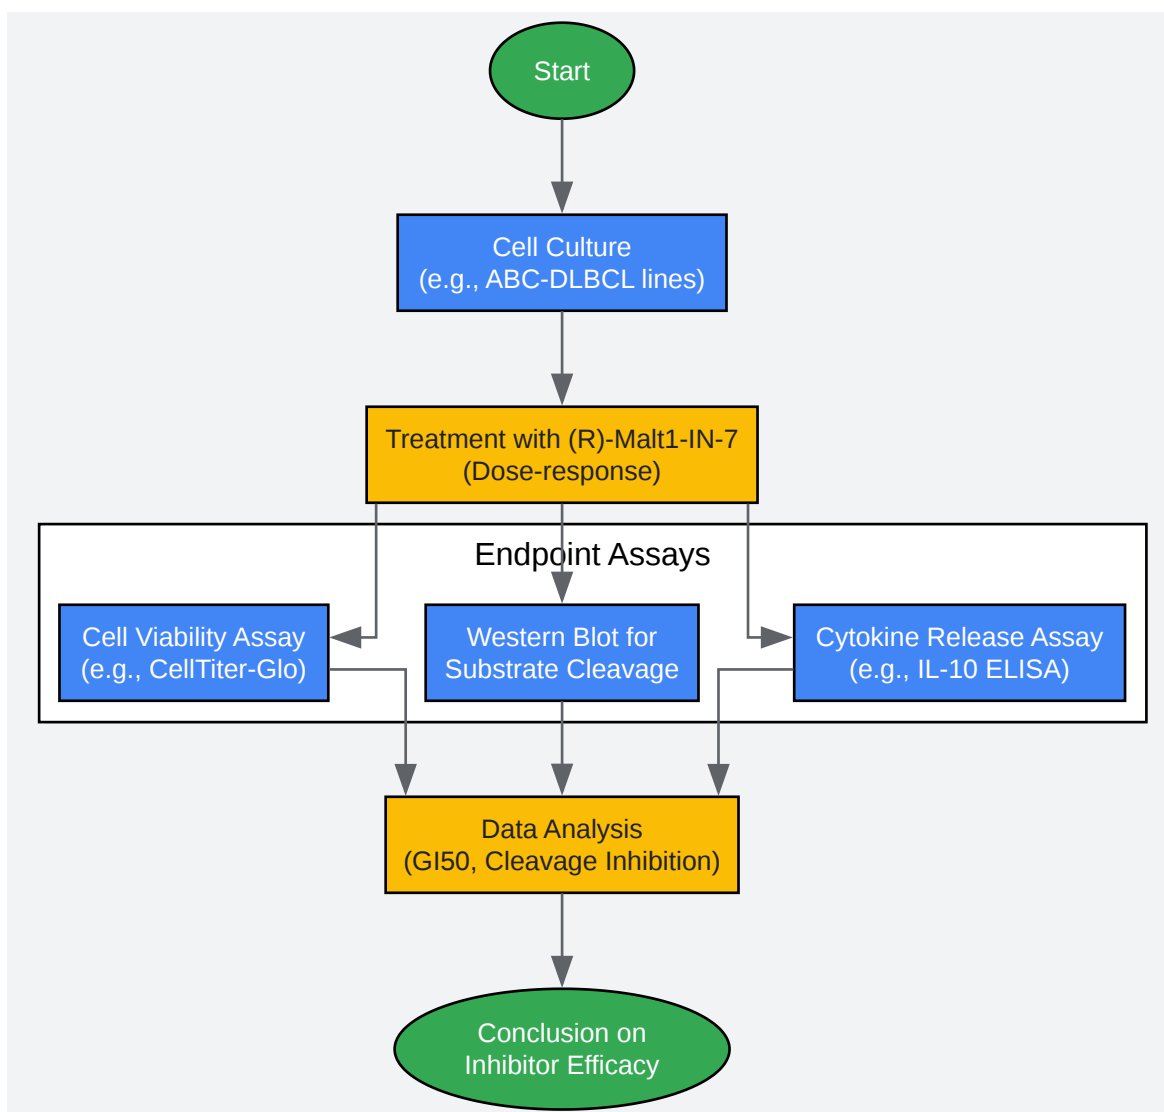 Start
Cell Culture
(e.g., ABC-DLBCL lines)
Treatment with (R)-Malt1-IN-7
(Dose-response)
Endpoint Assays
Cell Viability Assay
(e.g., CellTiter-Glo)
Western Blot for
Substrate Cleavage
Cytokine Release Assay
(e.g., IL-10 ELISA)
Data Analysis
(GI50, Cleavage Inhibition)
Conclusion on
Inhibitor Efficacy